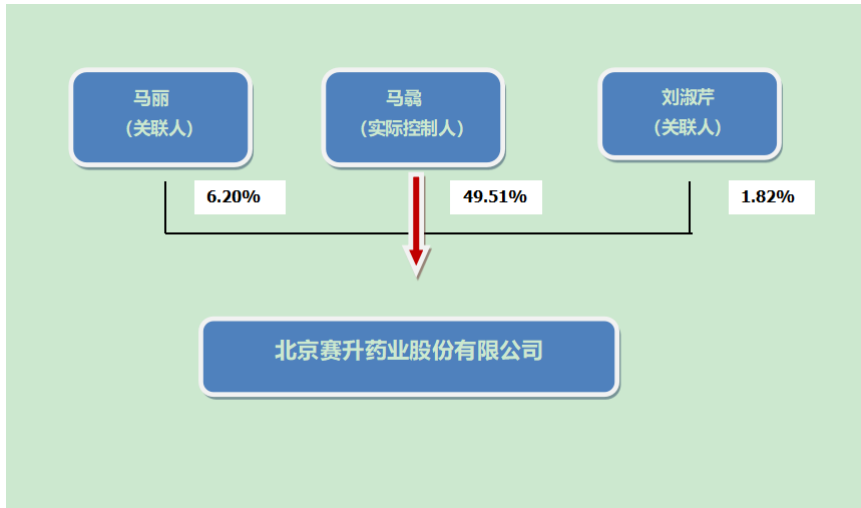 马丽
（关联人）
马骉
（实际控制人）
刘淑芹
（关联人）
6.20%
49.51%
1.82%
北京赛升药业股份有限公司